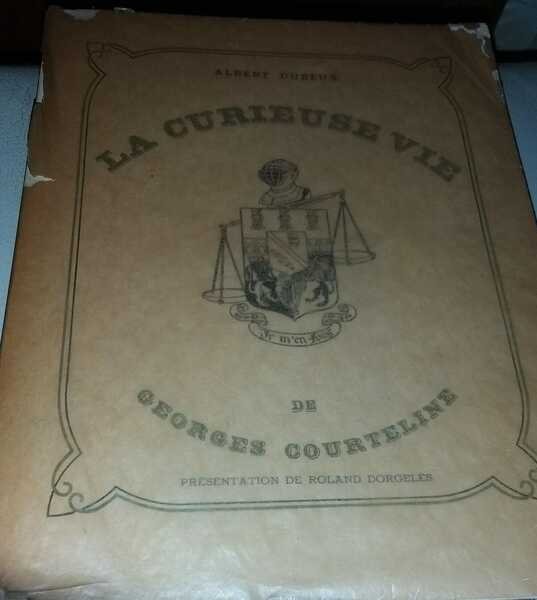 ALBERT DUBEUX
LA CURIEUSE VIE
Je m'en fous
DE
GEORGES COURTELINE
PRÉSENTATION DE ROLAND DORGELÈS